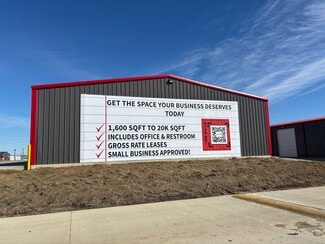 GET THE SPACE YOUR BUSINESS DESERVES
TODAY
1,600 SQFT TO 20K SQFT
INCLUDES OFFICE & RESTROOM
GROSS RATE LEASES
SMALL BUSINESS APPROVED!